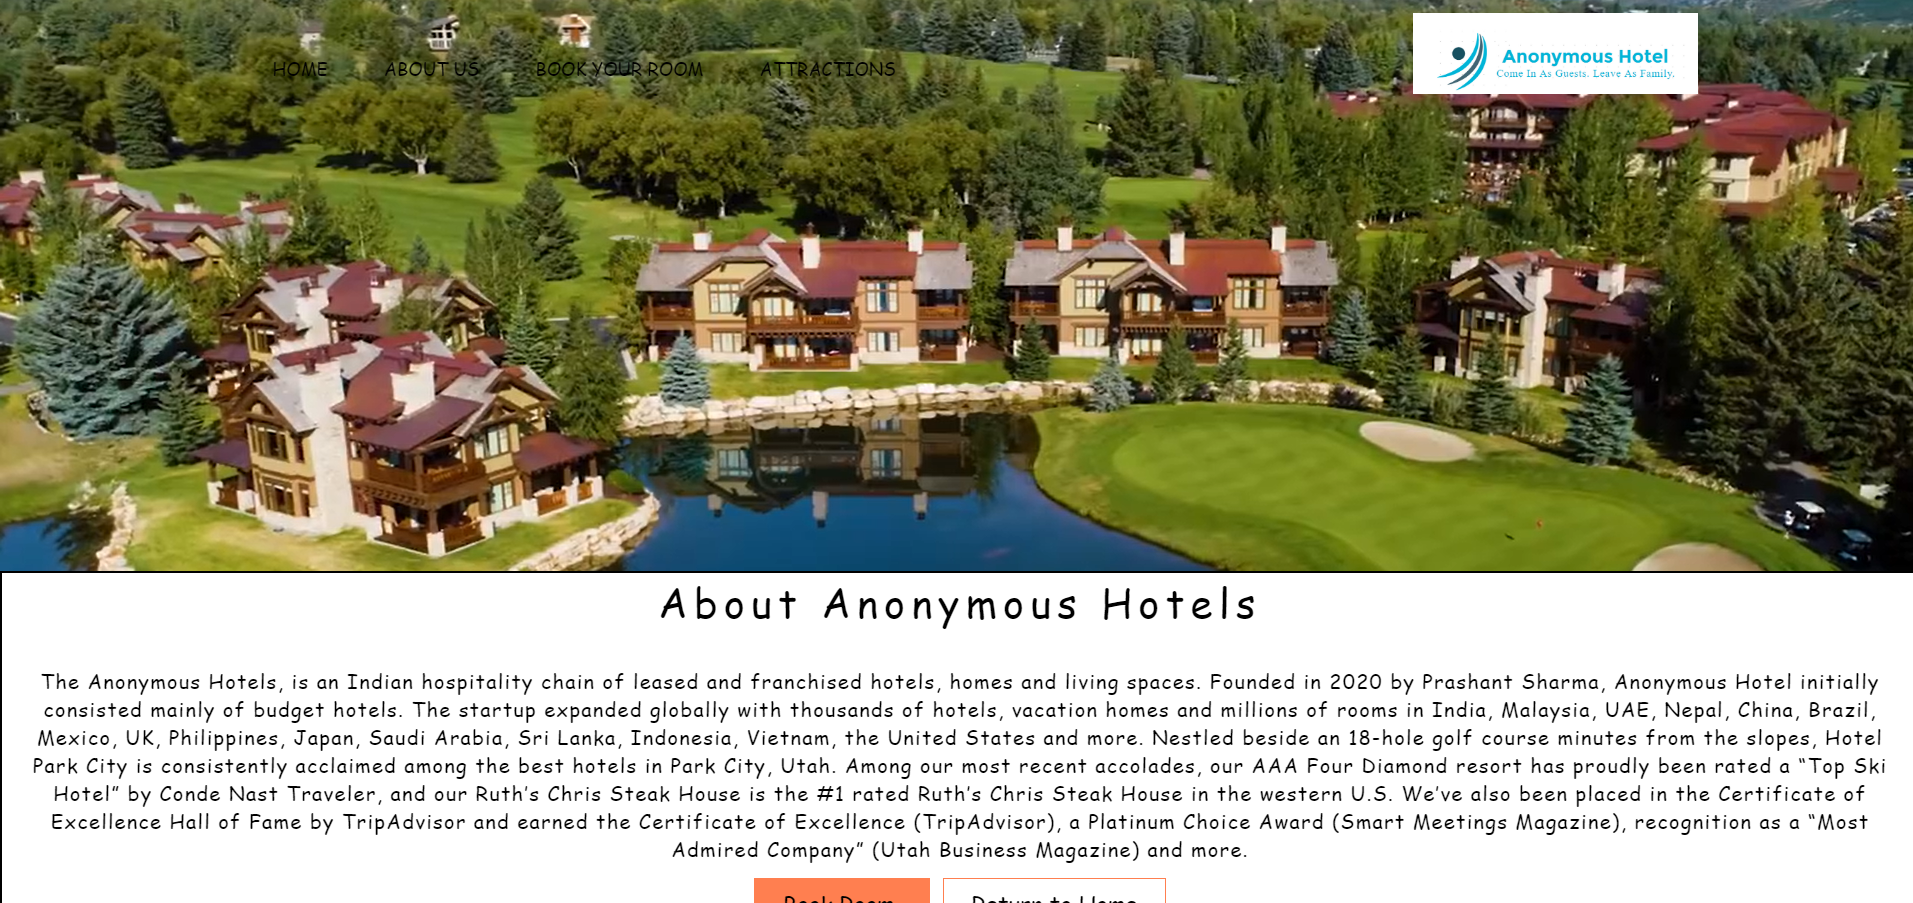 HOME ABOUT US BOOK YOUR ROOM ATTRACTIONS
Anonymous Hotel
Come In As Guests. Leave As Family.
About Anonymous Hotels
The Anonymous Hotels, is an Indian hospitality chain of leased and franchised hotels, homes and living spaces. Founded in 2020 by Prashant Sharma, Anonymous Hotel initially
consisted mainly of budget hotels. The startup expanded globally with thousands of hotels, vacation homes and millions of rooms in India, Malaysia, UAE, Nepal, China, Brazil,
Mexico, UK, Philippines, Japan, Saudi Arabia, Sri Lanka, Indonesia, Vietnam, the United States and more. Nestled beside an 18-hole golf course minutes from the slopes, Hotel
Park City is consistently acclaimed among the best hotels in Park City, Utah. Among our most recent accolades, our AAA Four Diamond resort has proudly been rated a “Top Ski
Hotel” by Conde Nast Traveler, and our Ruth’s Chris Steak House is the #1 rated Ruth’s Chris Steak House in the western U.S. We’ve also been placed in the Certificate of
Excellence Hall of Fame by TripAdvisor and earned the Certificate of Excellence (TripAdvisor), a Platinum Choice Award (Smart Meetings Magazine), recognition as a “Most
Admired Company” (Utah Business Magazine) and more.
Book Room Return to Home